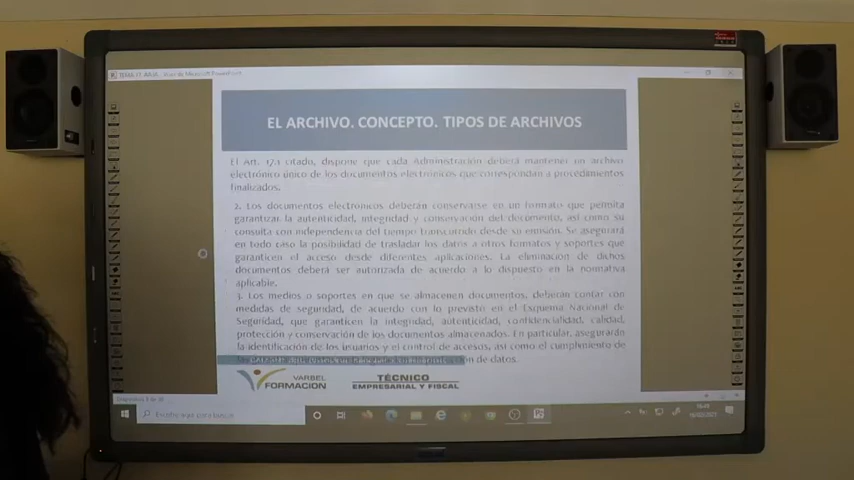 EL ARCHIVO. CONCEPTO. TIPOS DE ARCHIVOS
El Art. 17.1 citado, dispone que cada Administración deberá mantener un archivo
electrónico único de los documentos electrónicos que correspondan a procedimientos
finalizados.
2. Los documentos electrónicos deberán conservarse en un formato que permita
garantizar la autenticidad, integridad y conservación del documento, así como su
consulta con independencia del tiempo transcurrido desde su emisión. Se asegurará
en todo caso la posibilidad de trasladar los datos a otros formatos y soportes que
garanticen el acceso desde diferentes aplicaciones. La eliminación de dichos
documentos deberá ser autorizada de acuerdo a lo dispuesto en la normativa
aplicable.
3. Los medios o soportes en que se almacenen documentos, deberán contar con
medidas de seguridad, de acuerdo con lo previsto en el Esquema Nacional de
Seguridad, que garanticen la integridad, autenticidad, confidencialidad, calidad,
protección y conservación de los documentos almacenados. En particular, asegurarán
la identificación de los usuarios y el control de accesos, así como el cumplimiento de
de datos.
VARBEL
FORMACIÓN
TÉCNICO
EMPRESARIAL Y FISCAL
Escribe aquí para buscar